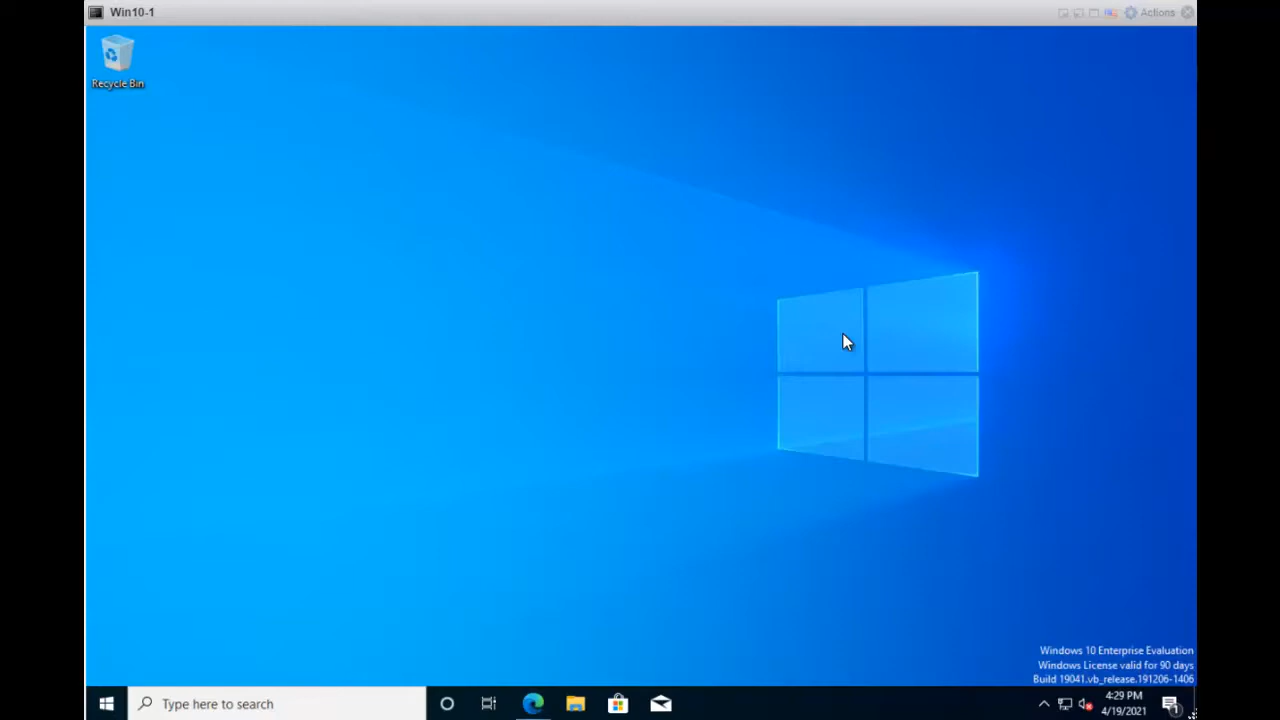 Win10-1
Actions
Recycle Bin
Windows 10 Enterprise Evaluation
Windows License valid for 90 days
Build 19041.vb_release.191206-1406
Type here to search
4:29 PM
4/19/2021
1